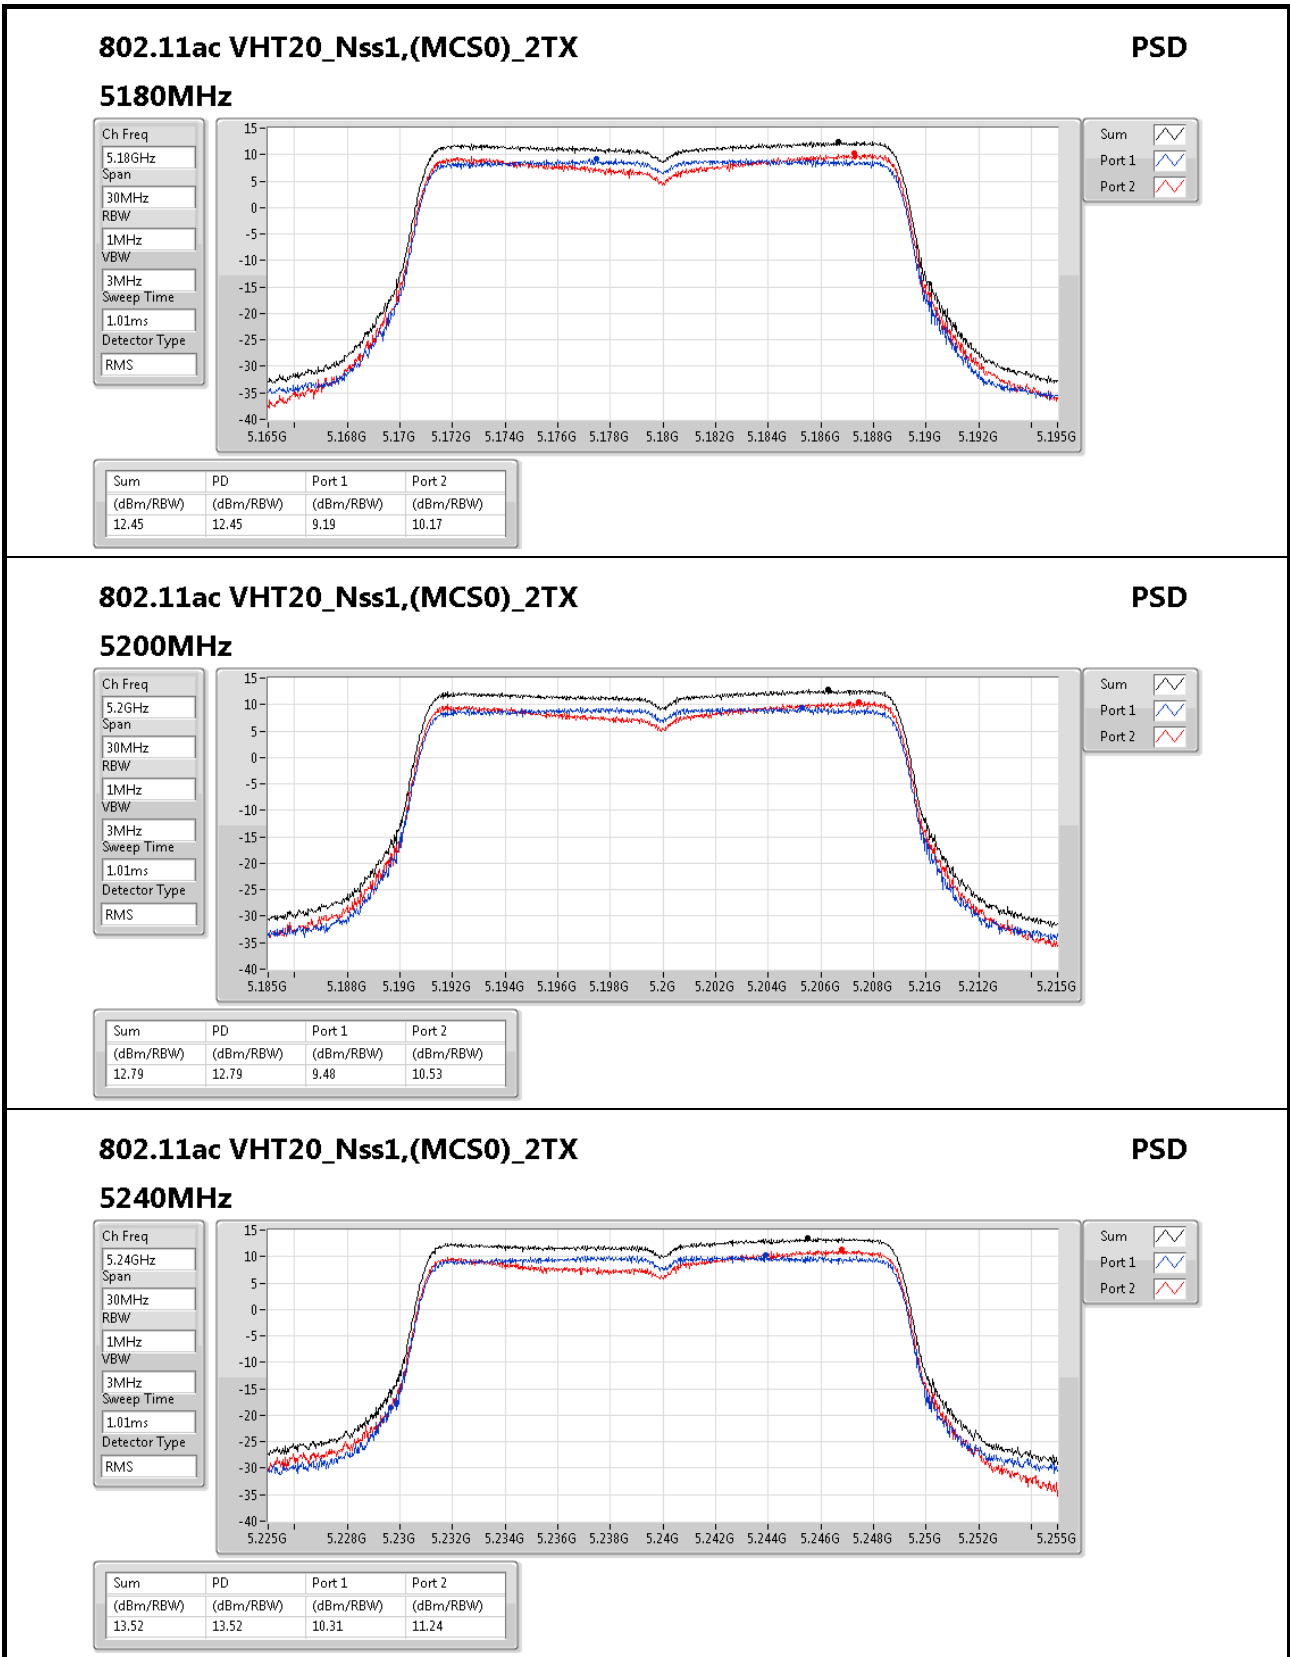 802.11ac VHT20_Nss1,(MCS0)_2TX PSD
5180MHz
Ch Freq
5.18GHz
Span
30MHz
RBW
1MHz
VBW
3MHz
Sweep Time
1.01ms
Detector Type
RMS
15
10
5
0
-5
-10
-15
-20
-25
-30
-35
-40
5.165G 5.168G 5.17G 5.172G 5.174G 5.176G 5.178G 5.18G 5.182G 5.184G 5.186G 5.188G 5.19G 5.192G 5.195G
Sum
Port 1
Port 2
Sum PD Port 1 Port 2
(dBm/RBW) (dBm/RBW) (dBm/RBW) (dBm/RBW)
12.45 12.45 9.19 10.17
802.11ac VHT20_Nss1,(MCS0)_2TX PSD
5200MHz
Ch Freq
5.2GHz
Span
30MHz
RBW
1MHz
VBW
3MHz
Sweep Time
1.01ms
Detector Type
RMS
15
10
5
0
-5
-10
-15
-20
-25
-30
-35
-40
5.185G 5.188G 5.19G 5.192G 5.194G 5.196G 5.198G 5.2G 5.202G 5.204G 5.206G 5.208G 5.21G 5.212G 5.215G
Sum
Port 1
Port 2
Sum PD Port 1 Port 2
(dBm/RBW) (dBm/RBW) (dBm/RBW) (dBm/RBW)
12.79 12.79 9.48 10.53
802.11ac VHT20_Nss1,(MCS0)_2TX PSD
5240MHz
Ch Freq
5.24GHz
Span
30MHz
RBW
1MHz
VBW
3MHz
Sweep Time
1.01ms
Detector Type
RMS
15
10
5
0
-5
-10
-15
-20
-25
-30
-35
-40
5.225G 5.228G 5.23G 5.232G 5.234G 5.236G 5.238G 5.24G 5.242G 5.244G 5.246G 5.248G 5.25G 5.252G 5.255G
Sum
Port 1
Port 2
Sum PD Port 1 Port 2
(dBm/RBW) (dBm/RBW) (dBm/RBW) (dBm/RBW)
13.52 13.52 10.31 11.24